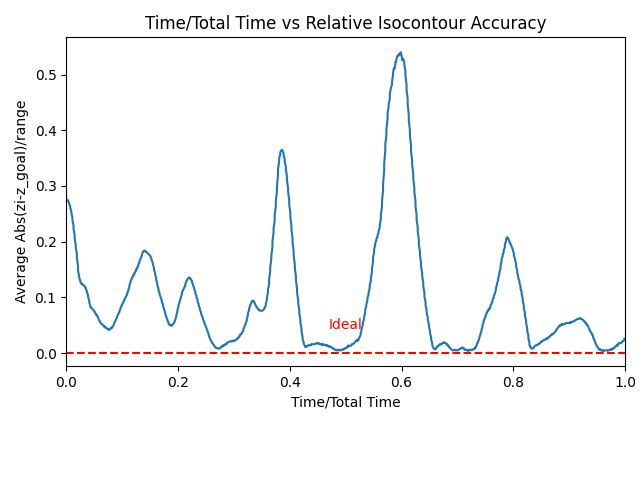 Time/Total Time vs Relative Isocontour Accuracy
Average Abs(zi-z_goal)/range
0.5
0.4
0.3
0.2
0.1
0.0
Ideal
0.0 0.2 0.4 0.6 0.8 1.0
Time/Total Time